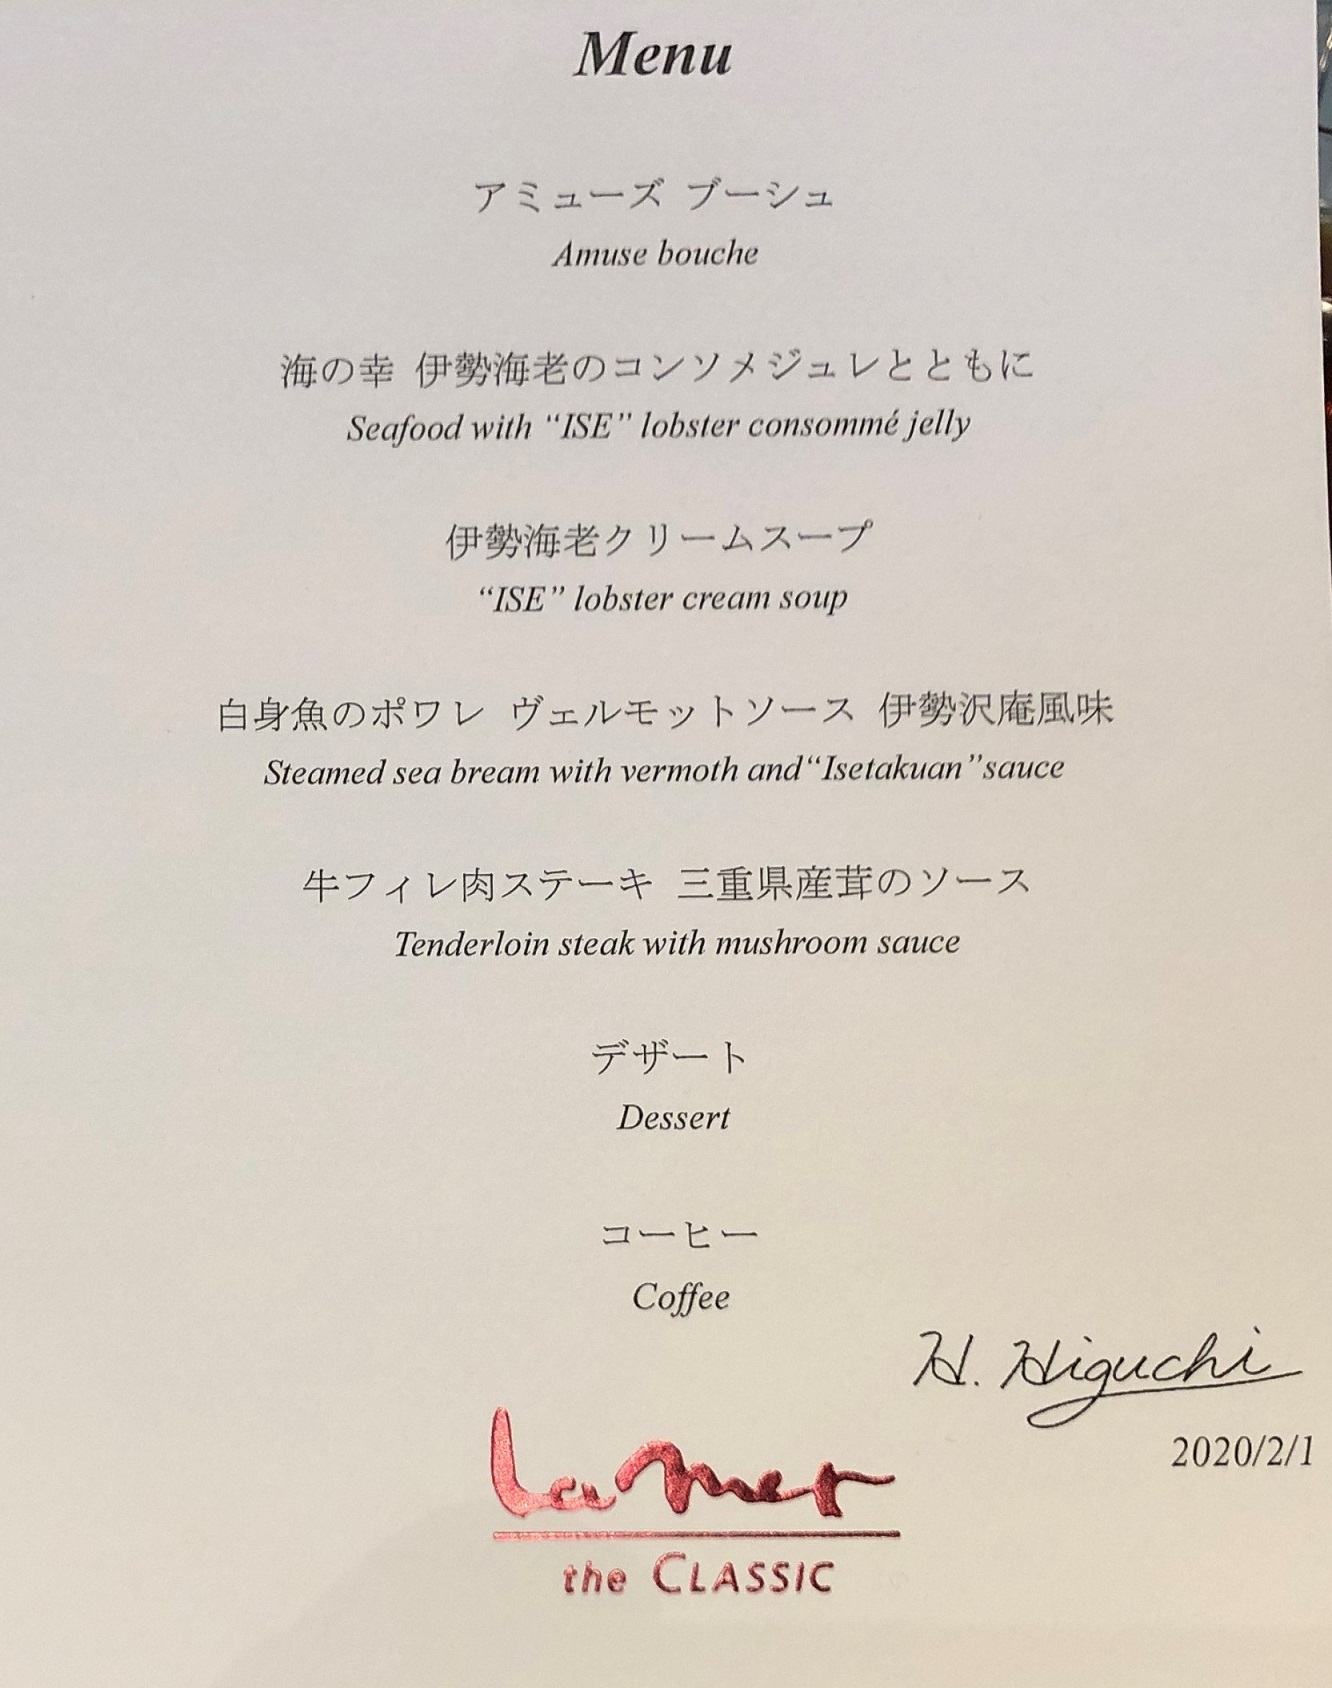 Menu
アミューズ ブーシュ
Amuse bouche
海の幸 伊勢海老のコンソメジュレとともに
Seafood with “ISE” lobster consommé jelly
伊勢海老クリームスープ
“ISE” lobster cream soup
白身魚のポワレ ヴェルモットソース 伊勢沢庵風味
Steamed sea bream with vermoth and“Isetakuan”sauce
牛フィレ肉ステーキ 三重県産茸のソース
Tenderloin steak with mushroom sauce
デザート
Dessert
コーヒー
Coffee
H. Higuchi
2020/2/1
La mer
the CLASSIC